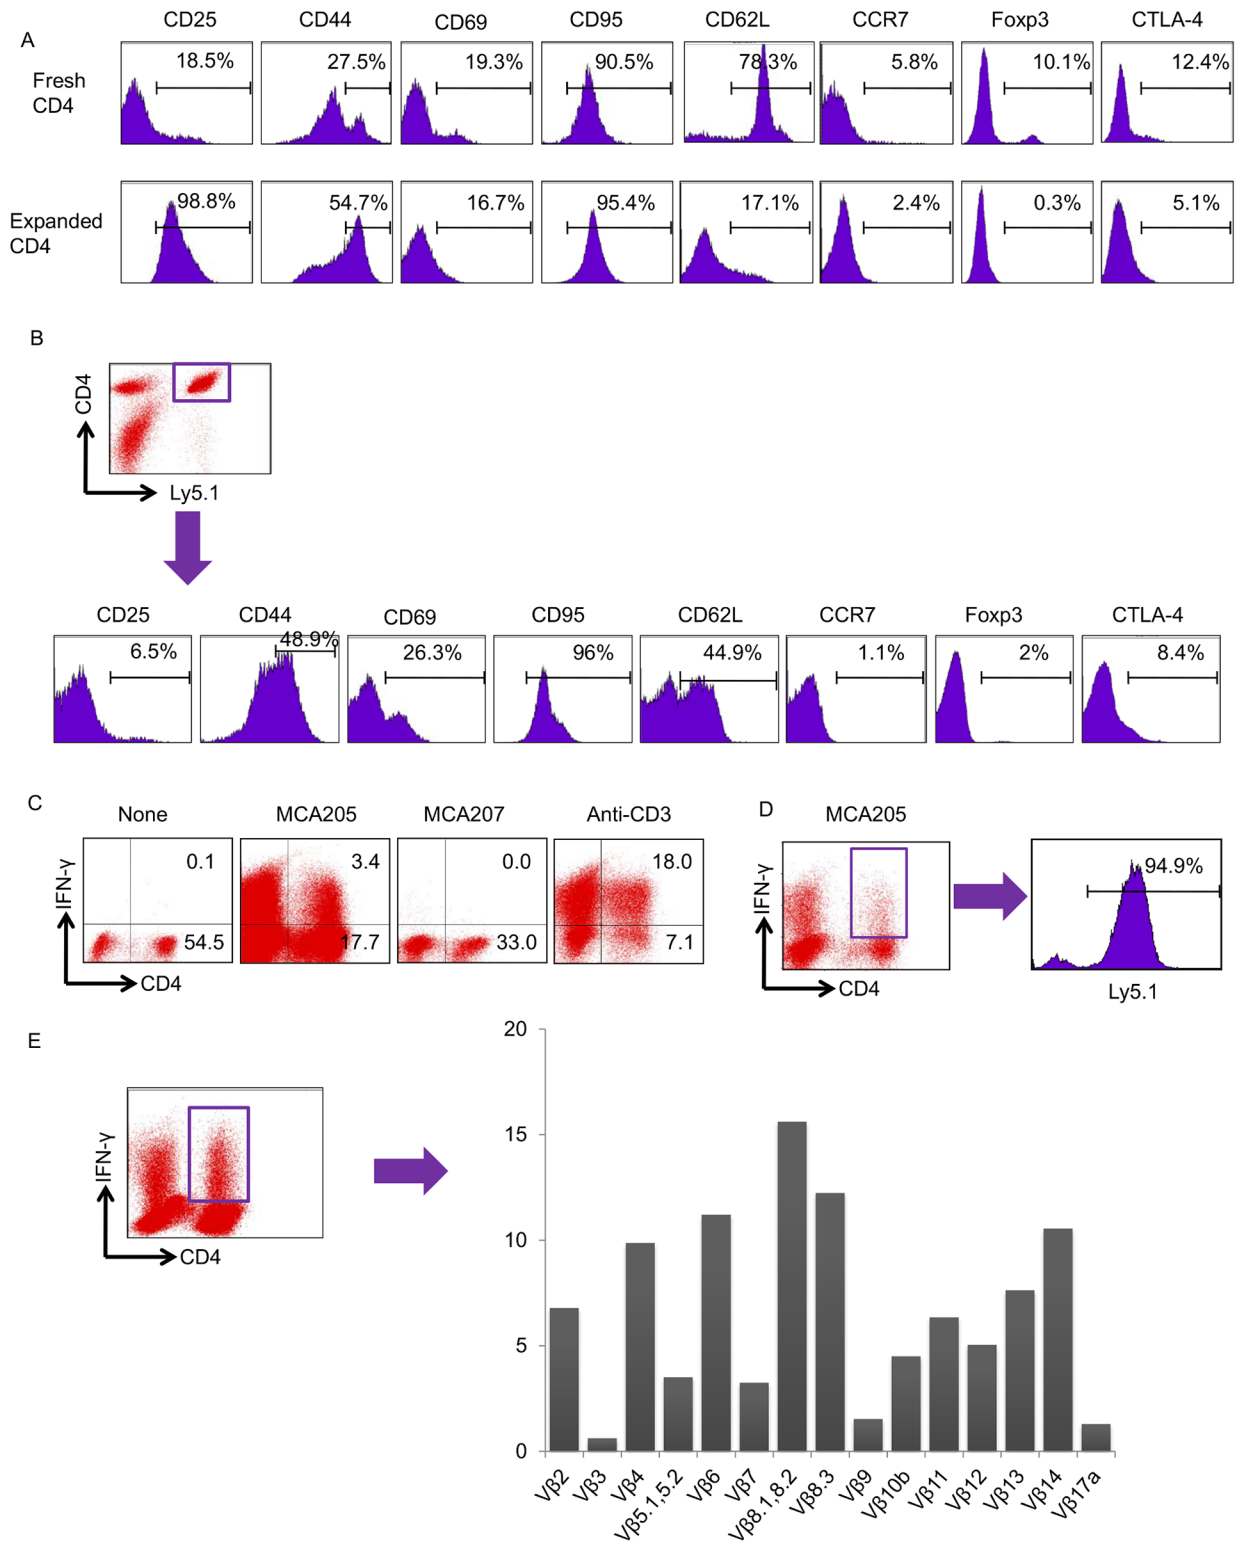 A
CD25 CD44 CD69 CD95 CD62L CCR7 Foxp3 CTLA-4
Fresh
CD4
18.5% 27.5% 19.3% 90.5% 78.3% 5.8% 10.1% 12.4%
Expanded
CD4
98.8% 54.7% 16.7% 95.4% 17.1% 2.4% 0.3% 5.1%
B
CD4
Ly5.1
CD25 CD44 CD69 CD95 CD62L CCR7 Foxp3 CTLA-4
6.5% 48.9% 26.3% 96% 44.9% 1.1% 2% 8.4%
C
None MCA205 MCA207 Anti-CD3
IFN-γ
0.1 3.4 0.0 18.0
54.5 17.7 33.0 7.1
CD4
D
MCA205
IFN-γ
CD4
94.9%
Ly5.1
E
IFN-γ
CD4
20
15
10
5
0
Vβ2 Vβ3 Vβ4 Vβ5.1,5.2 Vβ6 Vβ7 Vβ8.1,8.2 Vβ8.3 Vβ9 Vβ10b Vβ11 Vβ12 Vβ13 Vβ14 Vβ17a